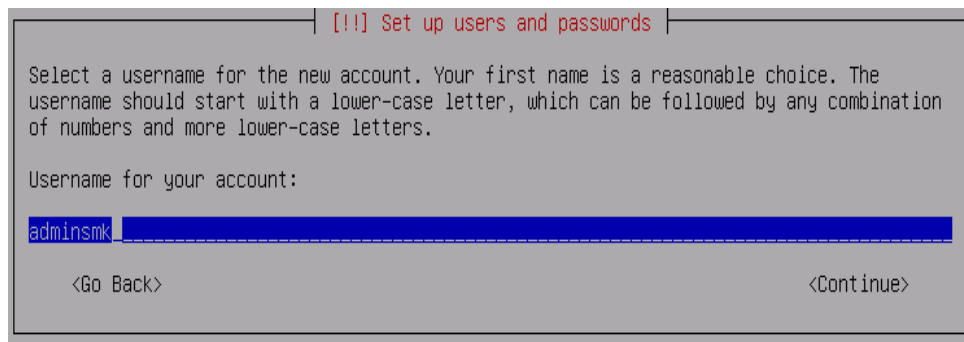 [!!] Set up users and passwords
Select a username for the new account. Your first name is a reasonable choice. The
username should start with a lower-case letter, which can be followed by any combination
of numbers and more lower-case letters.
Username for your account:
adminsmk
<Go Back> <Continue>